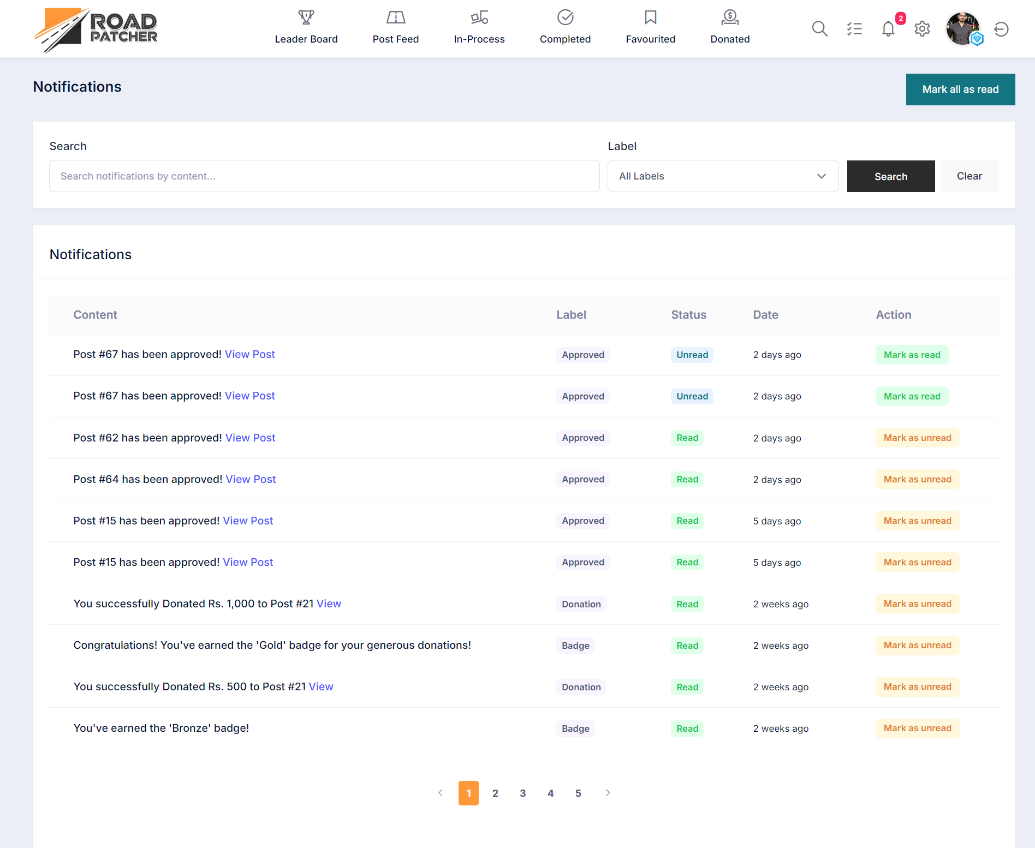 ROAD
PATCHER
Leader Board
Post Feed
In-Process
Completed
Favourited
Donated
2
Notifications
Mark all as read
Search
Label
Search notifications by content...
All Labels
Search
Clear
Notifications
Content Label Status Date Action
Post #67 has been approved! View Post Approved Unread 2 days ago Mark as read
Post #67 has been approved! View Post Approved Unread 2 days ago Mark as read
Post #62 has been approved! View Post Approved Read 2 days ago Mark as unread
Post #64 has been approved! View Post Approved Read 2 days ago Mark as unread
Post #15 has been approved! View Post Approved Read 5 days ago Mark as unread
Post #15 has been approved! View Post Approved Read 5 days ago Mark as unread
You successfully Donated Rs. 1,000 to Post #21 View Donation Read 2 weeks ago Mark as unread
Congratulations! You've earned the 'Gold' badge for your generous donations! Badge Read 2 weeks ago Mark as unread
You successfully Donated Rs. 500 to Post #21 View Donation Read 2 weeks ago Mark as unread
You've earned the 'Bronze' badge! Badge Read 2 weeks ago Mark as unread
1 2 3 4 5